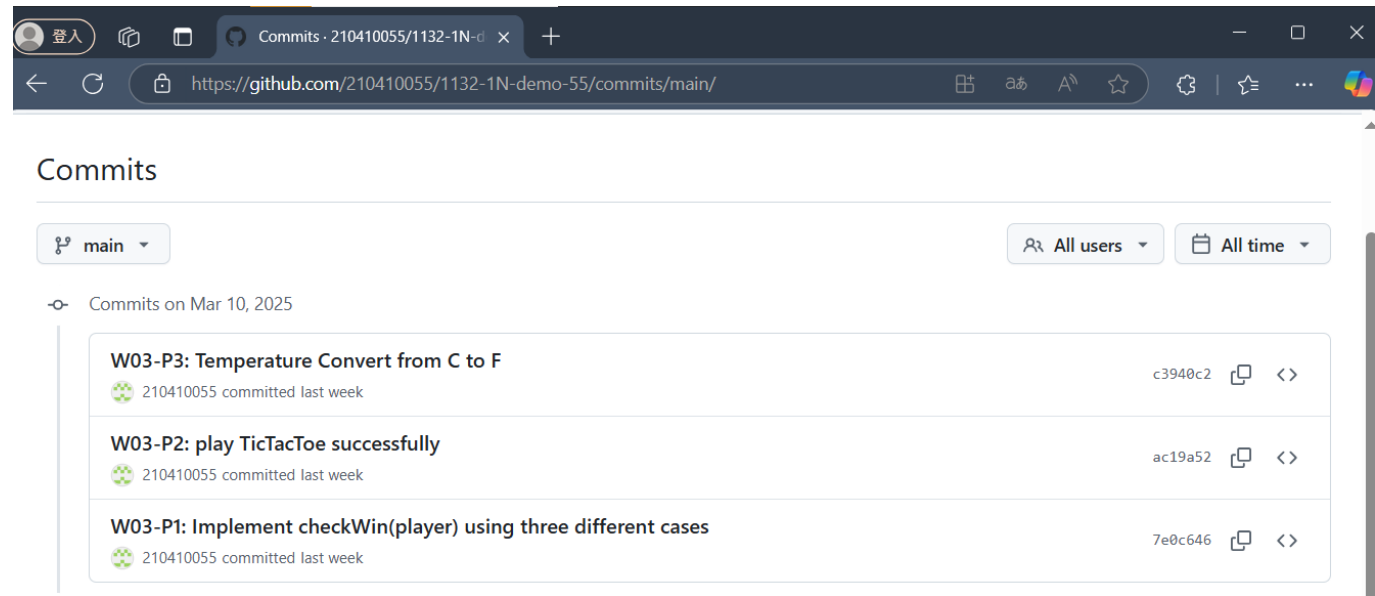 登入
Commits · 210410055/1132-1N-d
https://github.com/210410055/1132-1N-demo-55/commits/main/
aあ
A
Commits
main
All users
All time
Commits on Mar 10, 2025
W03-P3: Temperature Convert from C to F
210410055 committed last week
c3940c2
W03-P2: play TicTacToe successfully
210410055 committed last week
ac19a52
W03-P1: Implement checkWin(player) using three different cases
210410055 committed last week
7e0c646